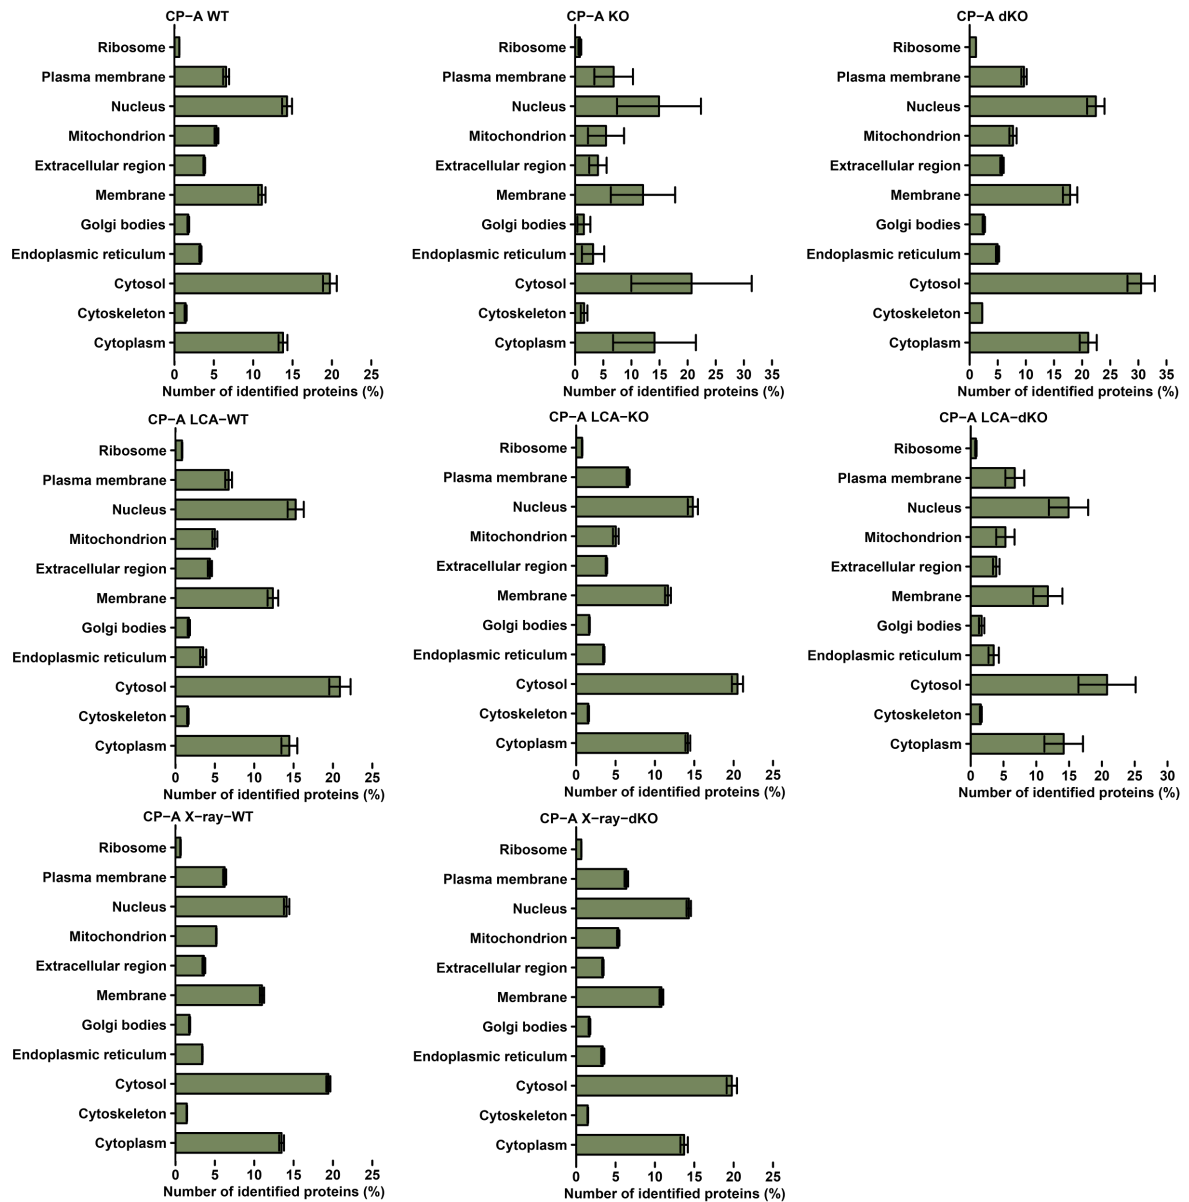 CP−A WT
Ribosome
Plasma membrane
Nucleus
Mitochondrion
Extracellular region
Membrane
Golgi bodies
Endoplasmic reticulum
Cytosol
Cytoskeleton
Cytoplasm
0 5 10 15 20 25
Number of identified proteins (%)
CP−A KO
Ribosome
Plasma membrane
Nucleus
Mitochondrion
Extracellular region
Membrane
Golgi bodies
Endoplasmic reticulum
Cytosol
Cytoskeleton
Cytoplasm
0 5 10 15 20 25 30 35
Number of identified proteins (%)
CP−A dKO
Ribosome
Plasma membrane
Nucleus
Mitochondrion
Extracellular region
Membrane
Golgi bodies
Endoplasmic reticulum
Cytosol
Cytoskeleton
Cytoplasm
0 5 10 15 20 25 30 35
Number of identified proteins (%)
CP−A LCA−WT
Ribosome
Plasma membrane
Nucleus
Mitochondrion
Extracellular region
Membrane
Golgi bodies
Endoplasmic reticulum
Cytosol
Cytoskeleton
Cytoplasm
0 5 10 15 20 25
Number of identified proteins (%)
CP−A LCA−KO
Ribosome
Plasma membrane
Nucleus
Mitochondrion
Extracellular region
Membrane
Golgi bodies
Endoplasmic reticulum
Cytosol
Cytoskeleton
Cytoplasm
0 5 10 15 20 25
Number of identified proteins (%)
CP−A LCA−dKO
Ribosome
Plasma membrane
Nucleus
Mitochondrion
Extracellular region
Membrane
Golgi bodies
Endoplasmic reticulum
Cytosol
Cytoskeleton
Cytoplasm
0 5 10 15 20 25 30
Number of identified proteins (%)
CP−A X−ray−WT
Ribosome
Plasma membrane
Nucleus
Mitochondrion
Extracellular region
Membrane
Golgi bodies
Endoplasmic reticulum
Cytosol
Cytoskeleton
Cytoplasm
0 5 10 15 20 25
Number of identified proteins (%)
CP−A X−ray−dKO
Ribosome
Plasma membrane
Nucleus
Mitochondrion
Extracellular region
Membrane
Golgi bodies
Endoplasmic reticulum
Cytosol
Cytoskeleton
Cytoplasm
0 5 10 15 20 25
Number of identified proteins (%)